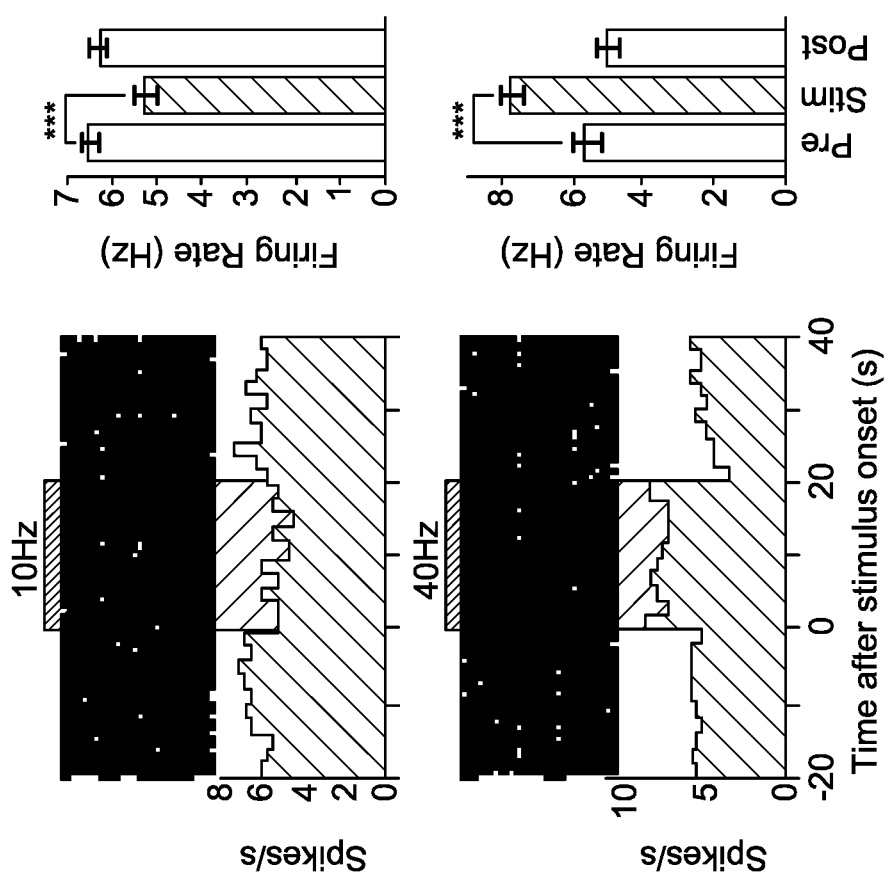 10Hz
Spikes/s
8
6
4
2
0
***
Firing Rate (Hz)
7
6
5
4
3
2
1
0
40Hz
Spikes/s
10
5
0
-20
0
20
40
Time after stimulus onset (s)
***
Firing Rate (Hz)
8
6
4
2
0
Pre
Stim
Post